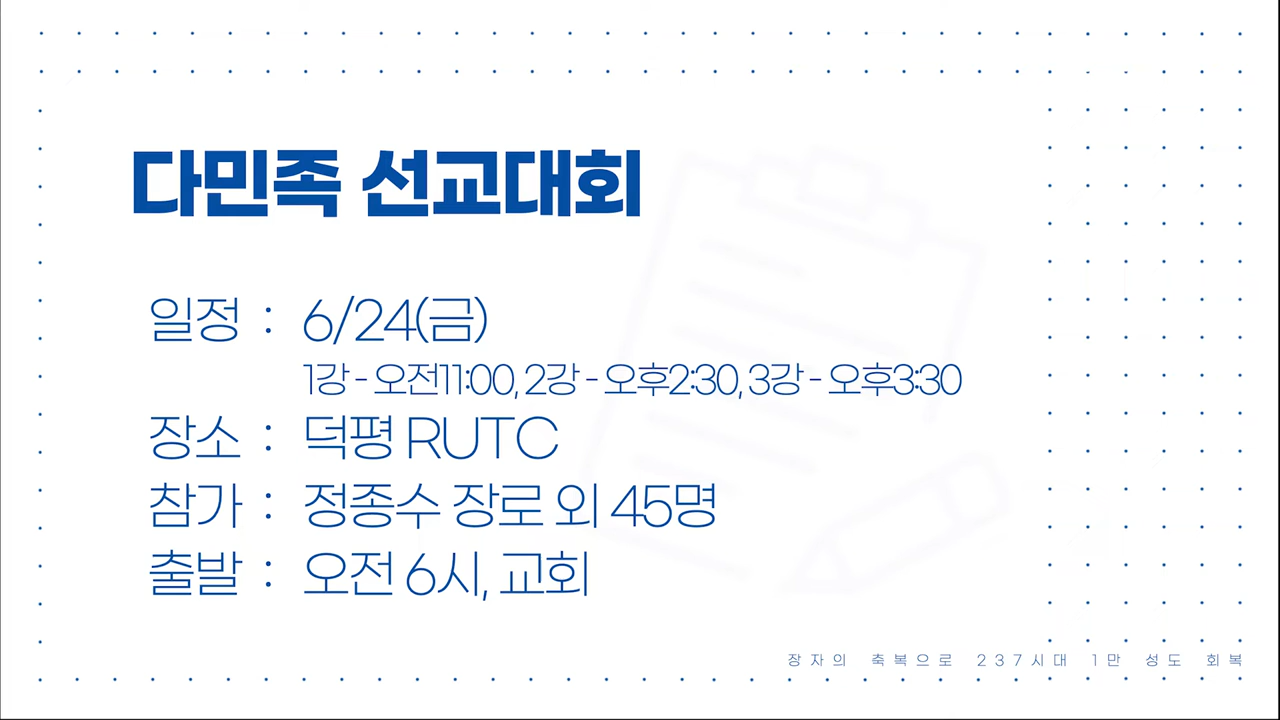 다민족 선교대회
일정 : 6/24(금)
1강 - 오전11:00, 2강 - 오후2:30, 3강 - 오후3:30
장소 : 덕평 RUTC
참가 : 정종수 장로 외 45명
출발 : 오전 6시, 교회
장자의 축복으로 237시대 1만 성도 회복